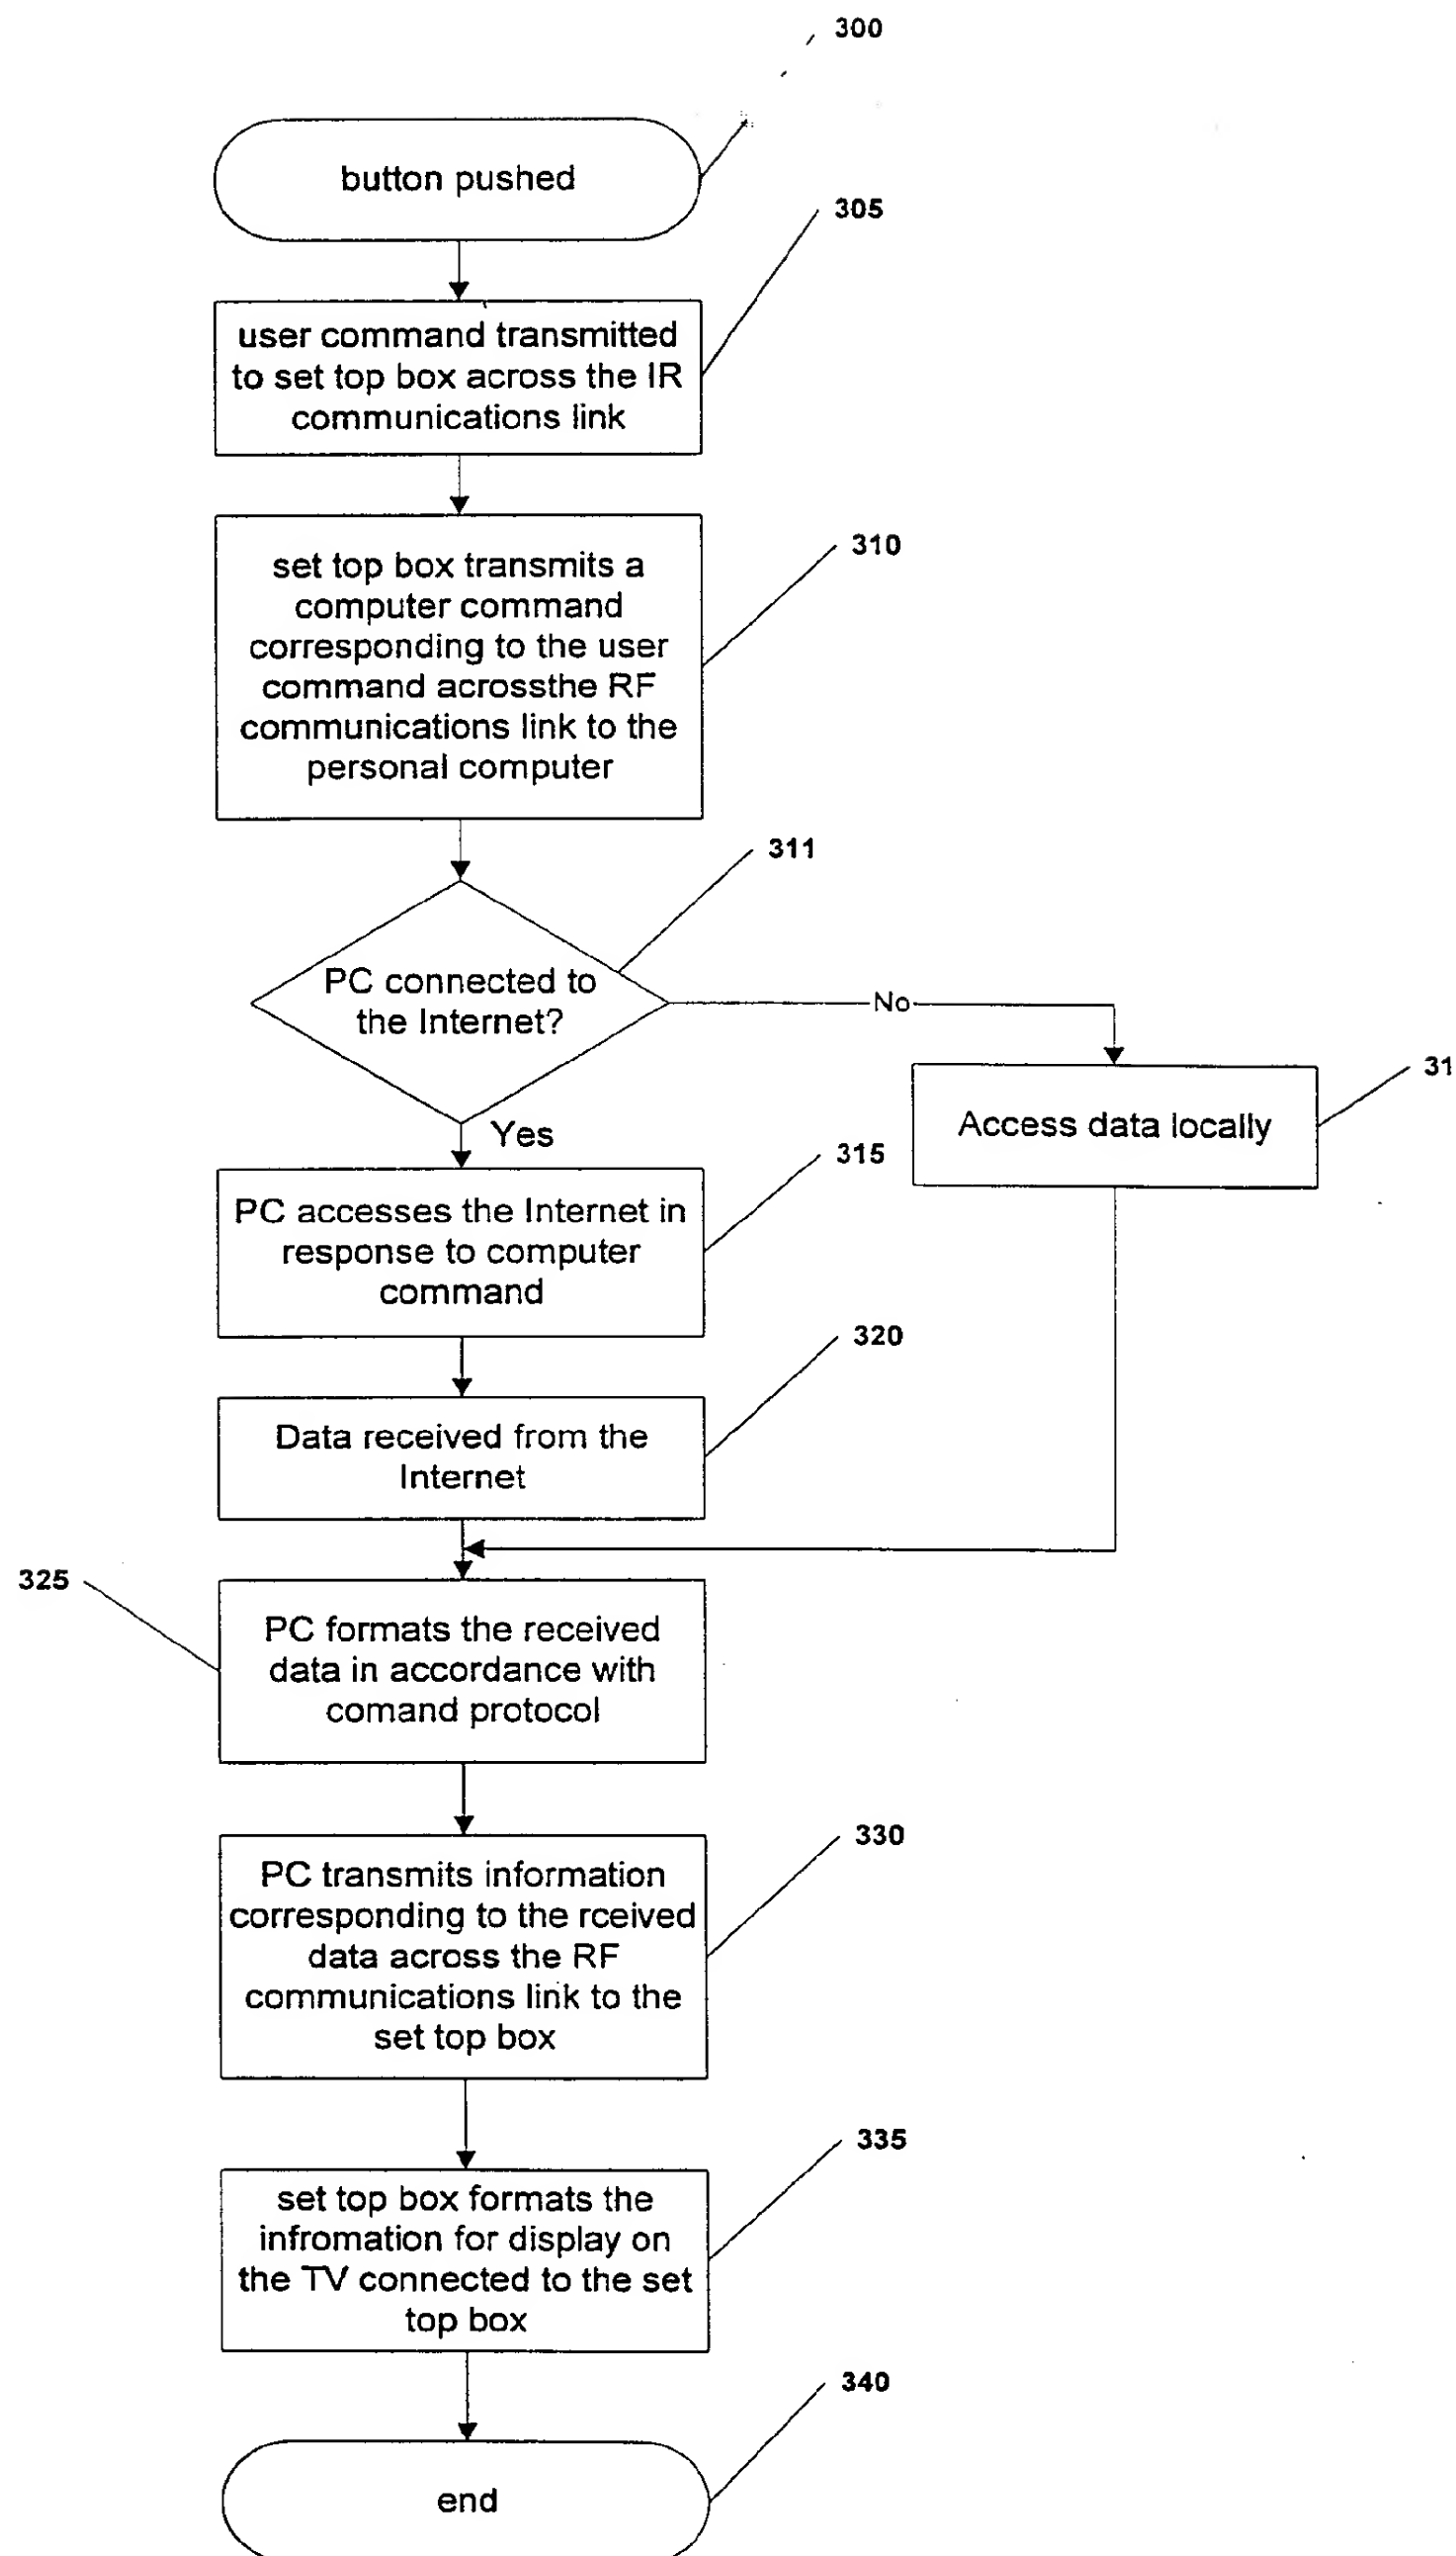 300
button pushed
305
user command transmitted
to set top box across the IR
communications link
310
set top box transmits a
computer command
corresponding to the user
command acrossthe RF
communications link to the
personal computer
311
PC connected to
the Internet?
No
31
Access data locally
Yes
315
PC accesses the Internet in
response to computer
command
320
Data received from the
Internet
325
PC formats the received
data in accordance with
comand protocol
330
PC transmits information
corresponding to the rceived
data across the RF
communications link to the
set top box
335
set top box formats the
infromation for display on
the TV connected to the set
top box
340
end